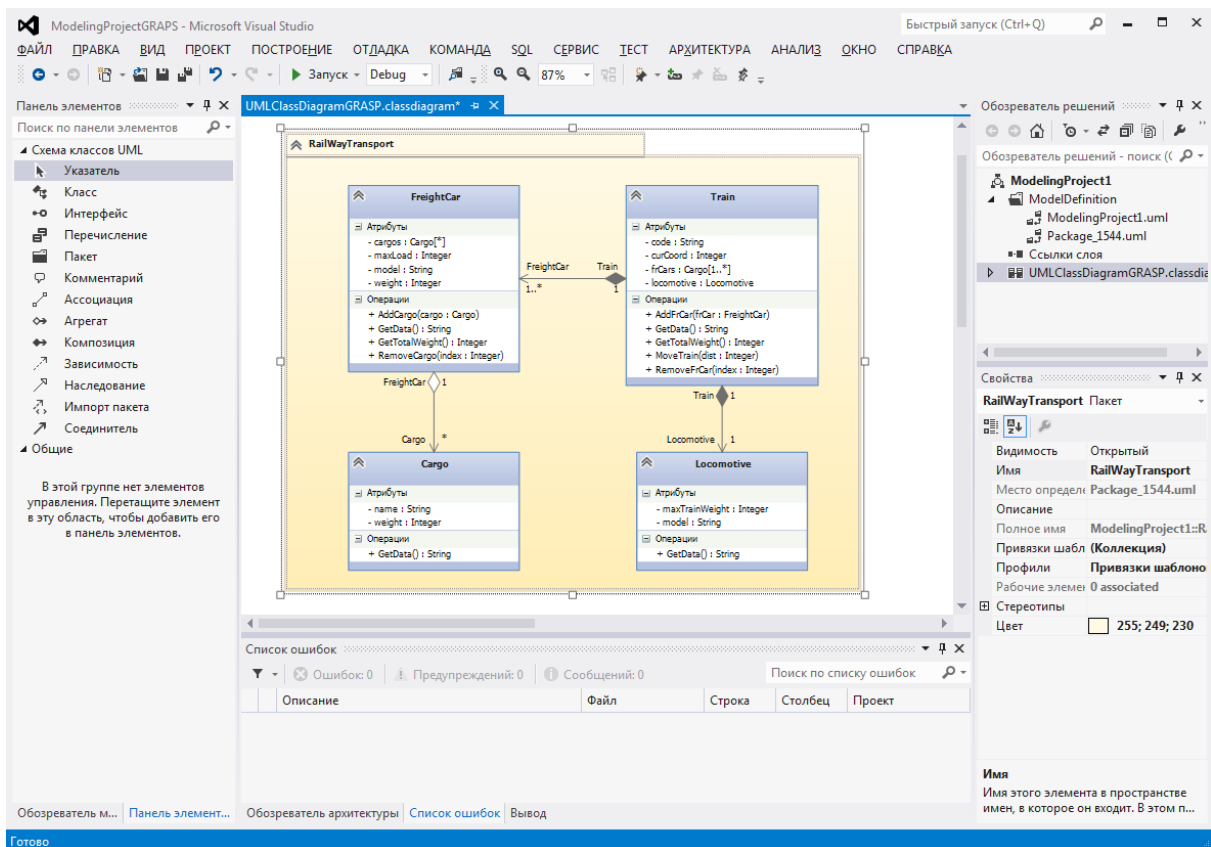 ModelingProjectGRAPS - Microsoft Visual Studio
Быстрый запуск (Ctrl+Q)
ФАЙЛ ПРАВКА ВИД ПРОЕКТ ПОСТРОЕНИЕ ОТЛАДКА КОМАНДА SQL СЕРВИС ТЕСТ АРХИТЕКТУРА АНАЛИЗ ОКНО СПРАВКА
Запуск Debug 87%
Панель элементов
Поиск по панели элементов
Схема классов UML
Указатель
Класс
Интерфейс
Перечисление
Пакет
Комментарий
Ассоциация
Агрегат
Композиция
Зависимость
Наследование
Импорт пакета
Соединитель
Общие
В этой группе нет элементов
управления. Перетащите элемент
в эту область, чтобы добавить его
в панель элементов.
Обозреватель м... Панель элемент...
UMLClassDiagramGRASP.classdiagram*
RailWayTransport
FreightCar
Атрибуты
- cargos : Cargo[*]
- maxLoad : Integer
- model : String
- weight : Integer
Операции
+ AddCargo(cargo : Cargo)
+ GetData() : String
+ GetTotalWeight() : Integer
+ RemoveCargo(index : Integer)
FreightCar Train
1..* 1
Train
Атрибуты
- code : String
- curCoord : Integer
- frCars : Cargo[1..*]
- locomotive : Locomotive
Операции
+ AddFrCar(frCar : FreightCar)
+ GetData() : String
+ GetTotalWeight() : Integer
+ MoveTrain(dist : Integer)
+ RemoveFrCar(index : Integer)
FreightCar 1
Cargo *
Train 1
Locomotive 1
Cargo
Атрибуты
- name : String
- weight : Integer
Операции
+ GetData() : String
Locomotive
Атрибуты
- maxTrainWeight : Integer
- model : String
Операции
+ GetData() : String
Список ошибок
Ошибок: 0 Предупреждений: 0 Сообщений: 0 Поиск по списку ошибок
Описание Файл Строка Столбец Проект
Обозреватель архитектуры Список ошибок Вывод
Обозреватель решений
Обозреватель решений - поиск ((
ModelingProject1
ModelDefinition
ModelingProject1.uml
Package_1544.uml
Ссылки слоя
UMLClassDiagramGRASP.classdia
Свойства
RailWayTransport Пакет
Видимость Открытый
Имя RailWayTransport
Место определе Package_1544.uml
Описание
Полное имя ModelingProject1::Ra
Привязки шабл (Коллекция)
Профили Привязки шаблоно
Рабочие элемен 0 associated
Стереотипы
Цвет 255; 249; 230
Имя
Имя этого элемента в пространстве
имен, в которое он входит. В этом п...
Готово